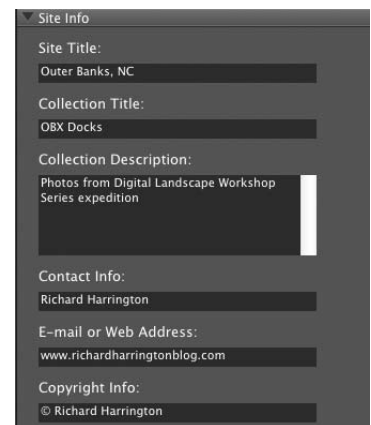 Site Info
Site Title:
Outer Banks, NC
Collection Title:
OBX Docks
Collection Description:
Photos from Digital Landscape Workshop
Series expedition
Contact Info:
Richard Harrington
E-mail or Web Address:
www.richardharringtonblog.com
Copyright Info:
© Richard Harrington